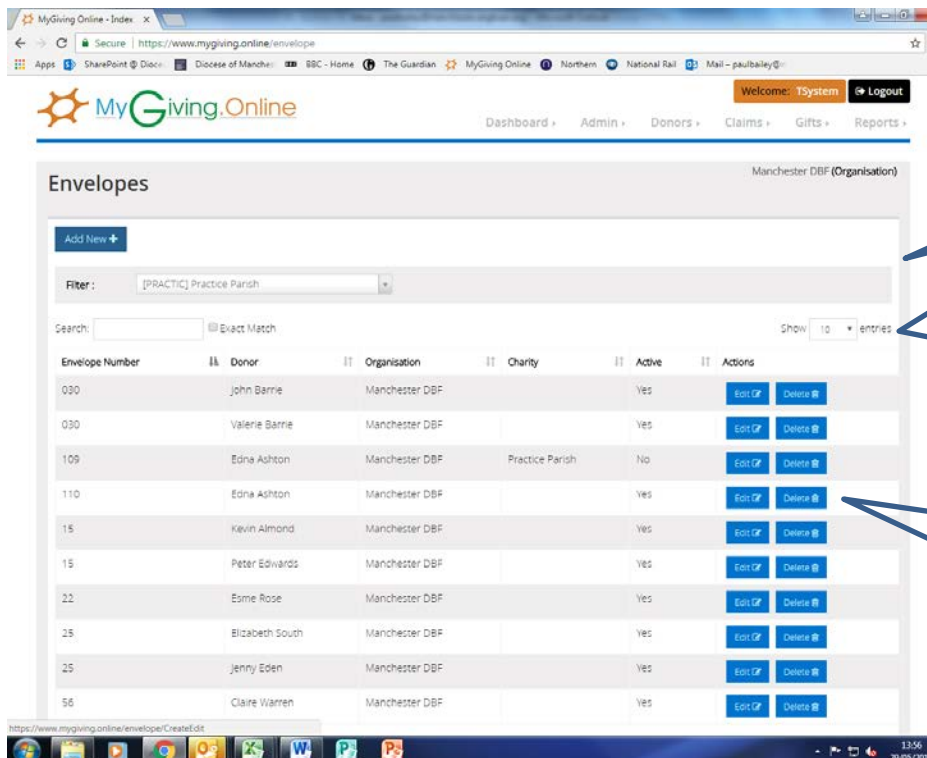 MyGiving Online - Index
Secure | https://www.mygiving.online/envelope
Apps SharePoint @ Dioce Diocese of Manches BBC - Home The Guardian MyGiving Online Northern National Rail Mail – paulbailey@
MyGiving.Online
Welcome: TSystem Logout
Dashboard Admin Donors Claims Gifts Reports
Envelopes
Manchester DBF (Organisation)
Add New
Filter : [PRACTIC] Practice Parish
Search: Exact Match Show 10 entries
Envelope Number Donor Organisation Charity Active Actions
030 John Barrie Manchester DBF Yes Edit Delete
030 Valerie Barrie Manchester DBF Yes Edit Delete
109 Edna Ashton Manchester DBF Practice Parish No Edit Delete
110 Edna Ashton Manchester DBF Yes Edit Delete
15 Kevin Almond Manchester DBF Yes Edit Delete
15 Peter Edwards Manchester DBF Yes Edit Delete
22 Esme Rose Manchester DBF Yes Edit Delete
25 Elizabeth South Manchester DBF Yes Edit Delete
25 Jenny Eden Manchester DBF Yes Edit Delete
56 Claire Warren Manchester DBF Yes Edit Delete
https://www.mygiving.online/envelope/CreateEdit
13:56